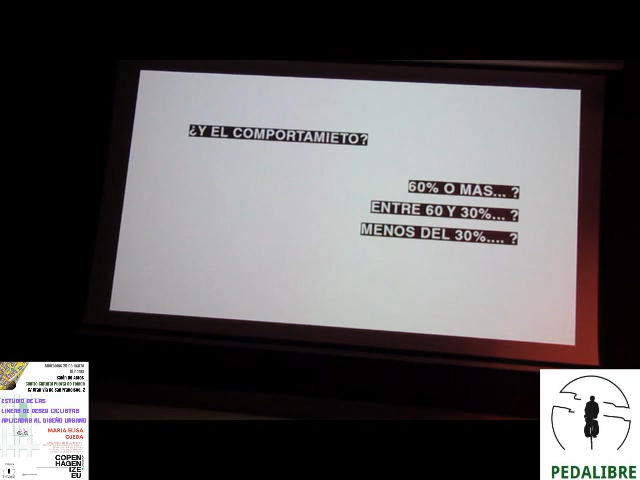 ¿Y EL COMPORTAMIETO?
60% O MÁS... ?
ENTRE 60 Y 30%... ?
MENOS DEL 30%.... ?
ESTUDIO DE LAS
LINEAS DE DESEO CICLISTAS
APLICADAS AL DISEÑO URBANO
MARIA ELISA
OJEDA
COPEN
HAGEN
IZE
EU
PEDALIBRE